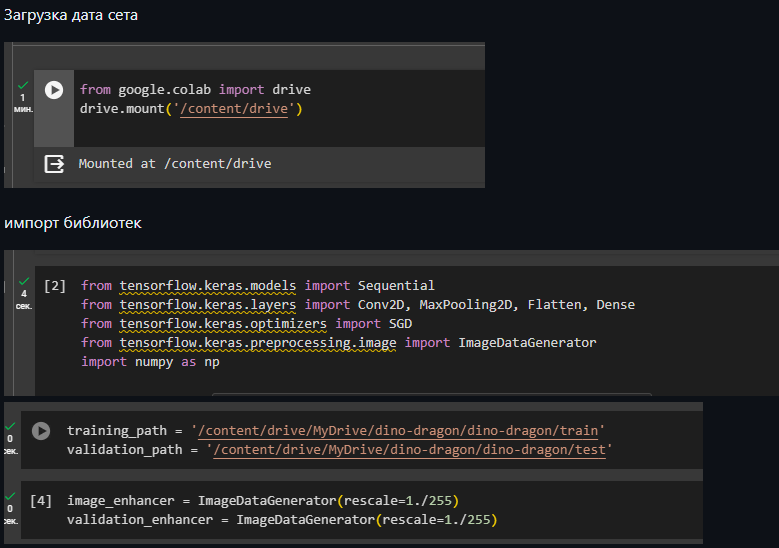 Загрузка дата сета
1
мин.
from google.colab import drive
drive.mount('/content/drive')
Mounted at /content/drive
импорт библиотек
4
сек.
[2]
from tensorflow.keras.models import Sequential
from tensorflow.keras.layers import Conv2D, MaxPooling2D, Flatten, Dense
from tensorflow.keras.optimizers import SGD
from tensorflow.keras.preprocessing.image import ImageDataGenerator
import numpy as np
0
сек.
training_path = '/content/drive/MyDrive/dino-dragon/dino-dragon/train'
validation_path = '/content/drive/MyDrive/dino-dragon/dino-dragon/test'
0
сек.
[4]
image_enhancer = ImageDataGenerator(rescale=1./255)
validation_enhancer = ImageDataGenerator(rescale=1./255)